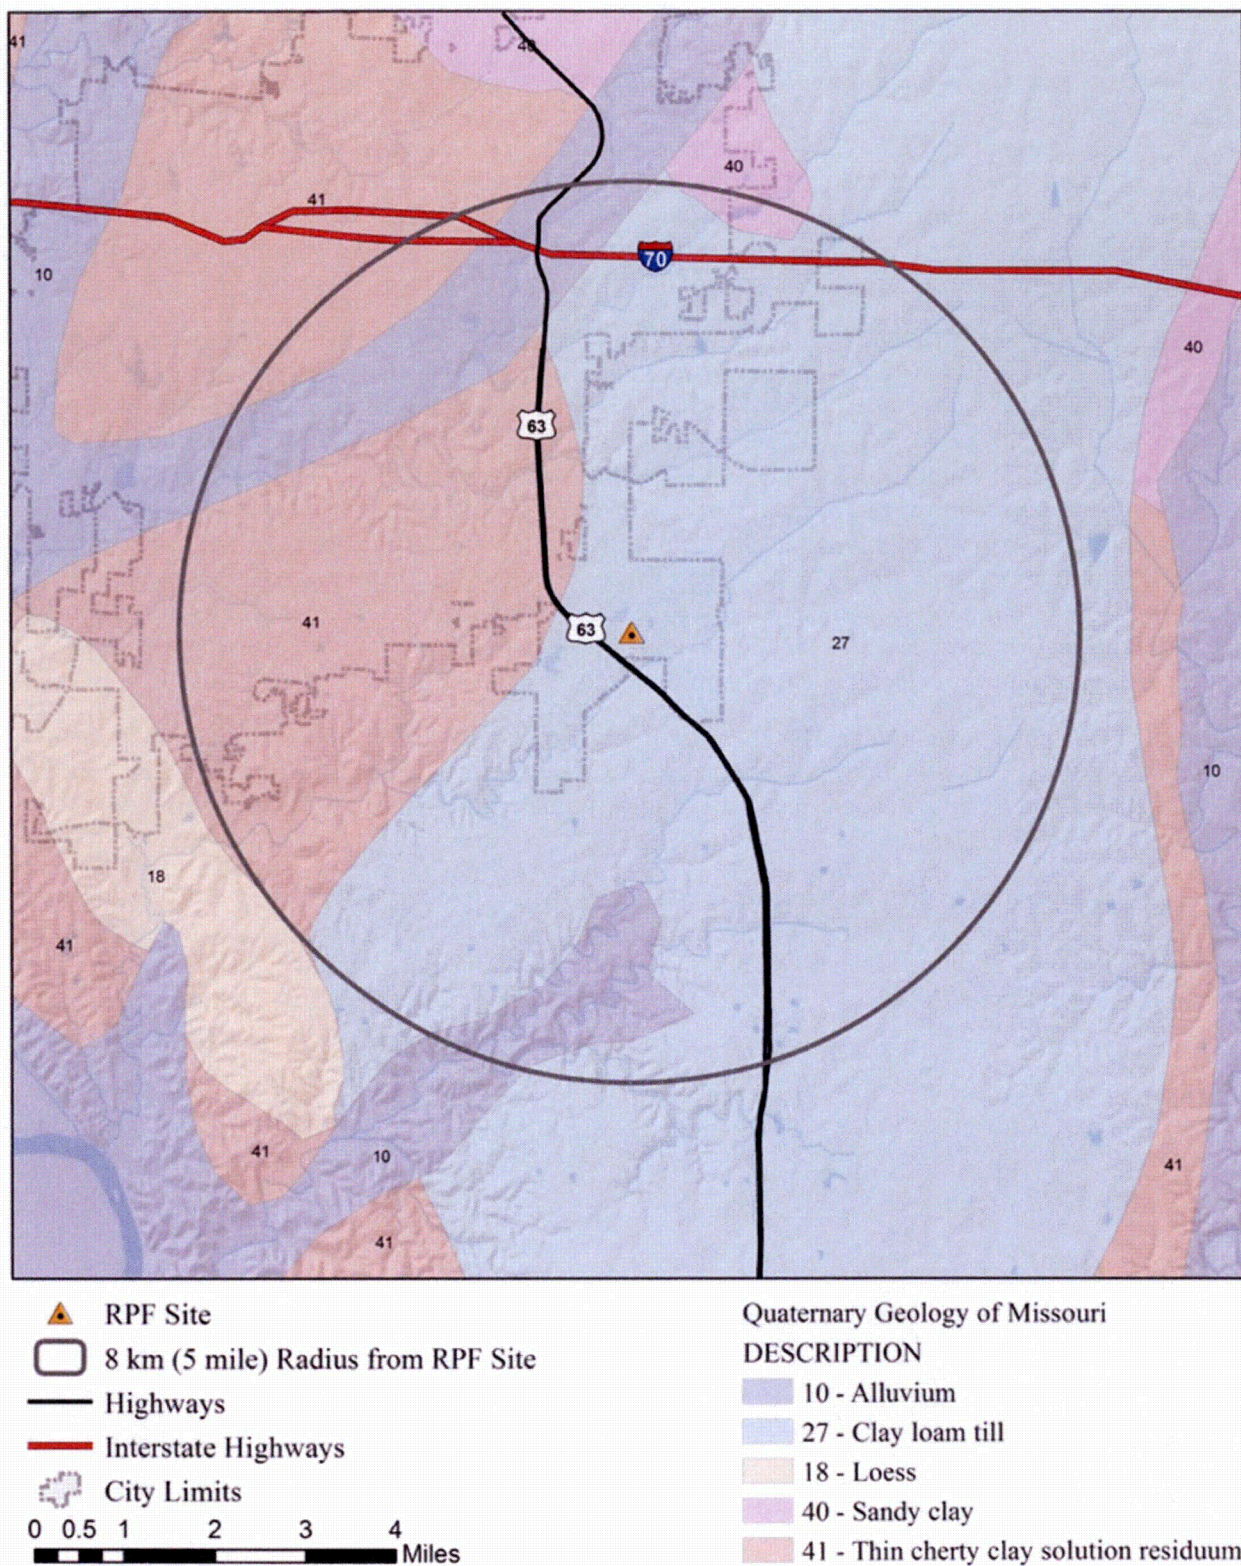 41
40
40
41
70
10
40
63
41
63
27
10
18
41
41
10
41
41
RPF Site
8 km (5 mile) Radius from RPF Site
Highways
Interstate Highways
City Limits
0 0.5 1 2 3 4
Miles
Quaternary Geology of Missouri
DESCRIPTION
10 - Alluvium
27 - Clay loam till
18 - Loess
40 - Sandy clay
41 - Thin cherty clay solution residuum